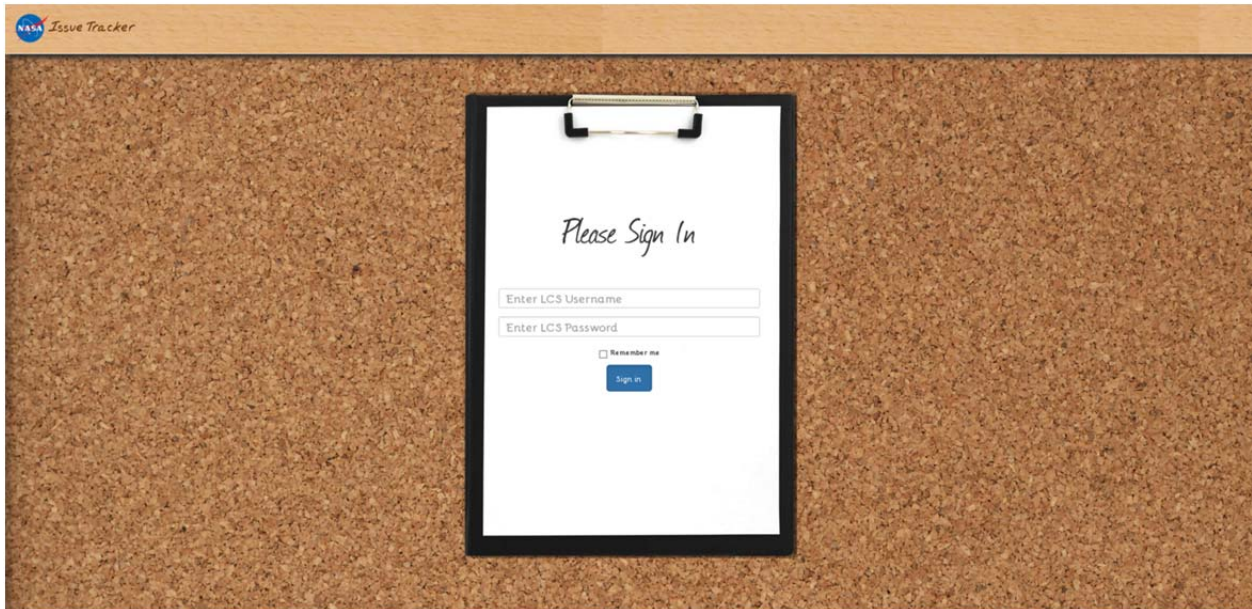 NASA Issue Tracker
Please Sign In
Enter LCS Username
Enter LCS Password
Remember me
Sign in